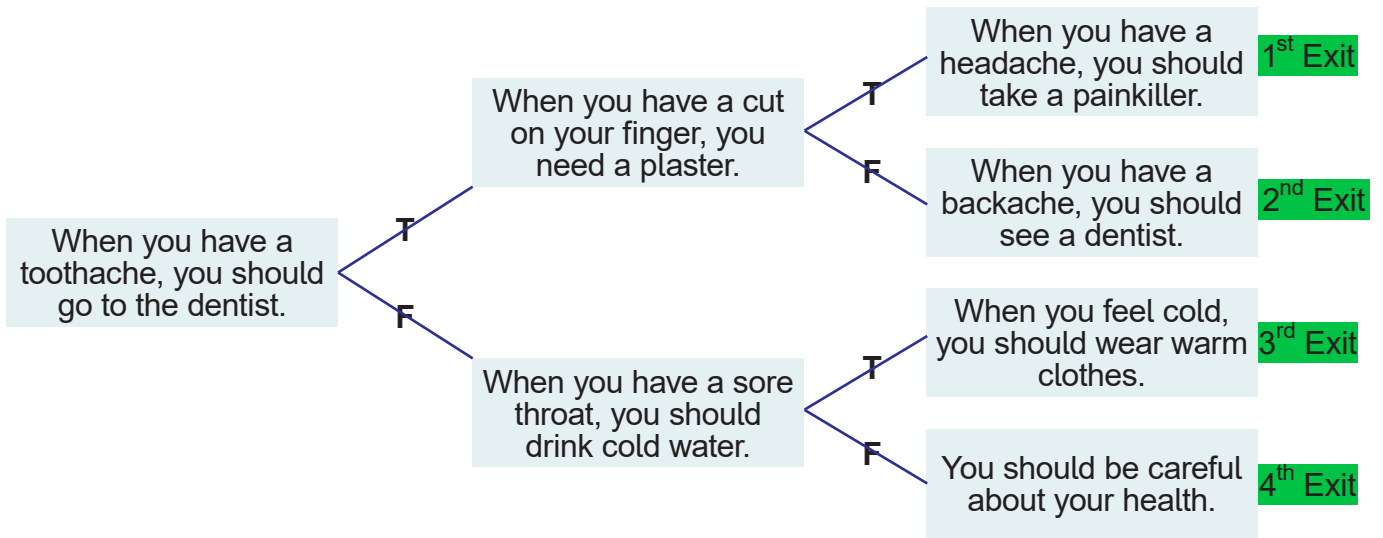 When you have a
toothache, you should
go to the dentist.
T
F
When you have a cut
on your finger, you
need a plaster.
T
F
When you have a sore
throat, you should
drink cold water.
T
F
When you have a
headache, you should
take a painkiller.
1st Exit
When you have a
backache, you should
see a dentist.
2nd Exit
When you feel cold,
you should wear warm
clothes.
3rd Exit
You should be careful
about your health.
4th Exit